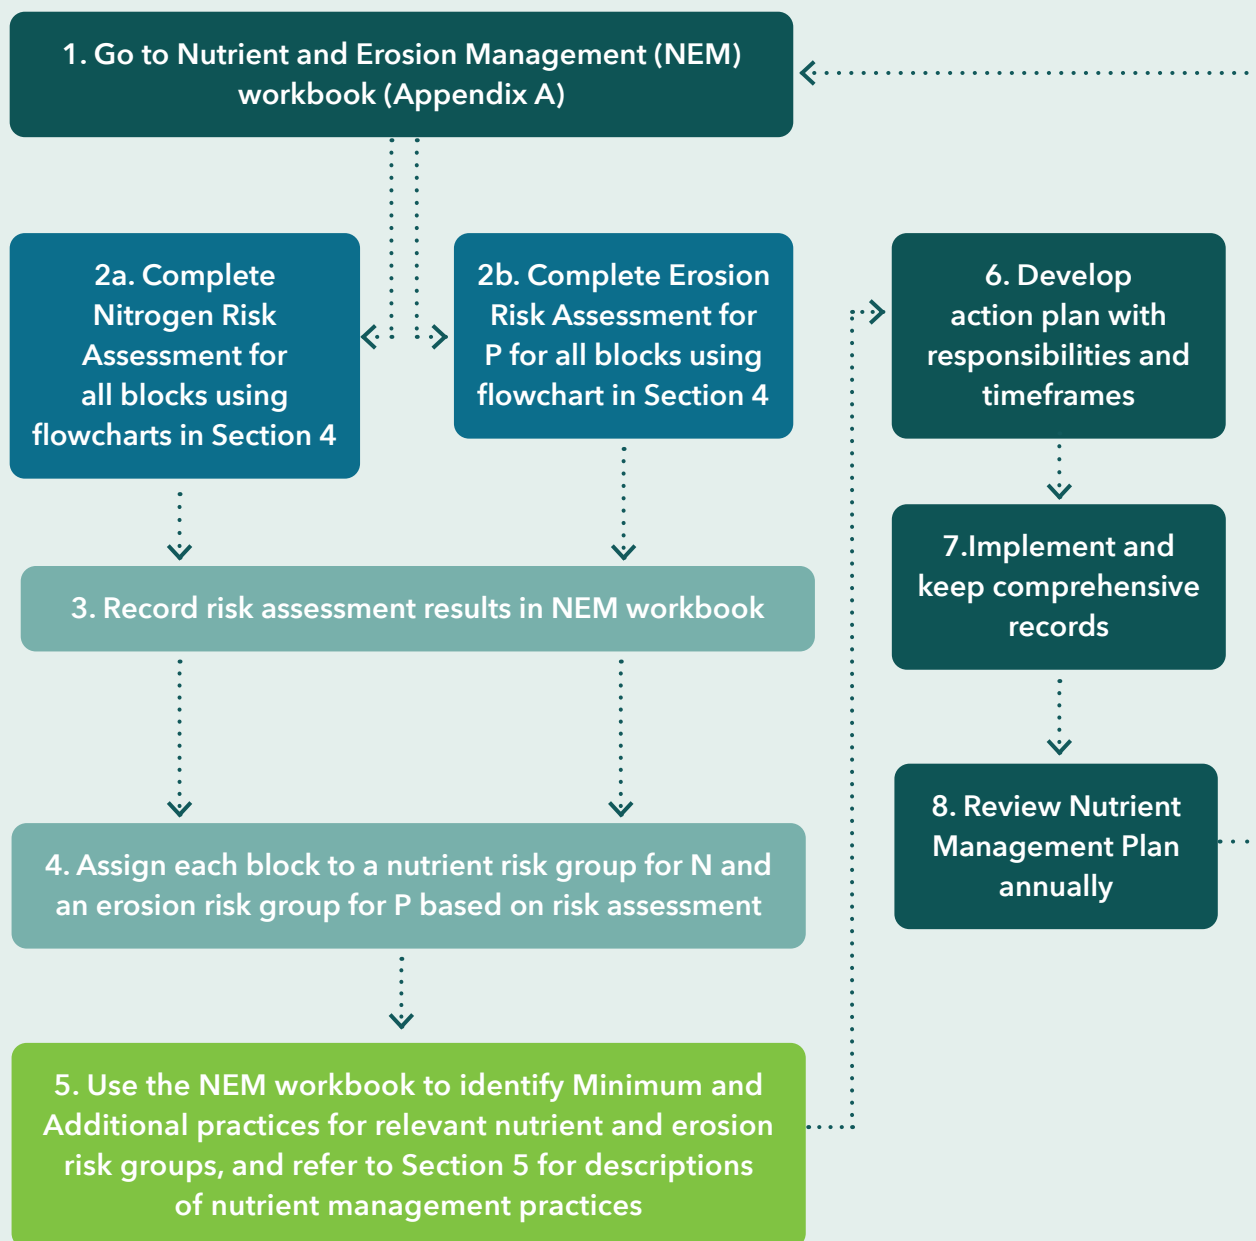 1. Go to Nutrient and Erosion Management (NEM)
workbook (Appendix A)
2a. Complete
Nitrogen Risk
Assessment for
all blocks using
flowcharts in Section 4
2b. Complete Erosion
Risk Assessment for
P for all blocks using
flowchart in Section 4
3. Record risk assessment results in NEM workbook
4. Assign each block to a nutrient risk group for N and
an erosion risk group for P based on risk assessment
5. Use the NEM workbook to identify Minimum and
Additional practices for relevant nutrient and erosion
risk groups, and refer to Section 5 for descriptions
of nutrient management practices
6. Develop
action plan with
responsibilities and
timeframes
7.Implement and
keep comprehensive
records
8. Review Nutrient
Management Plan
annually